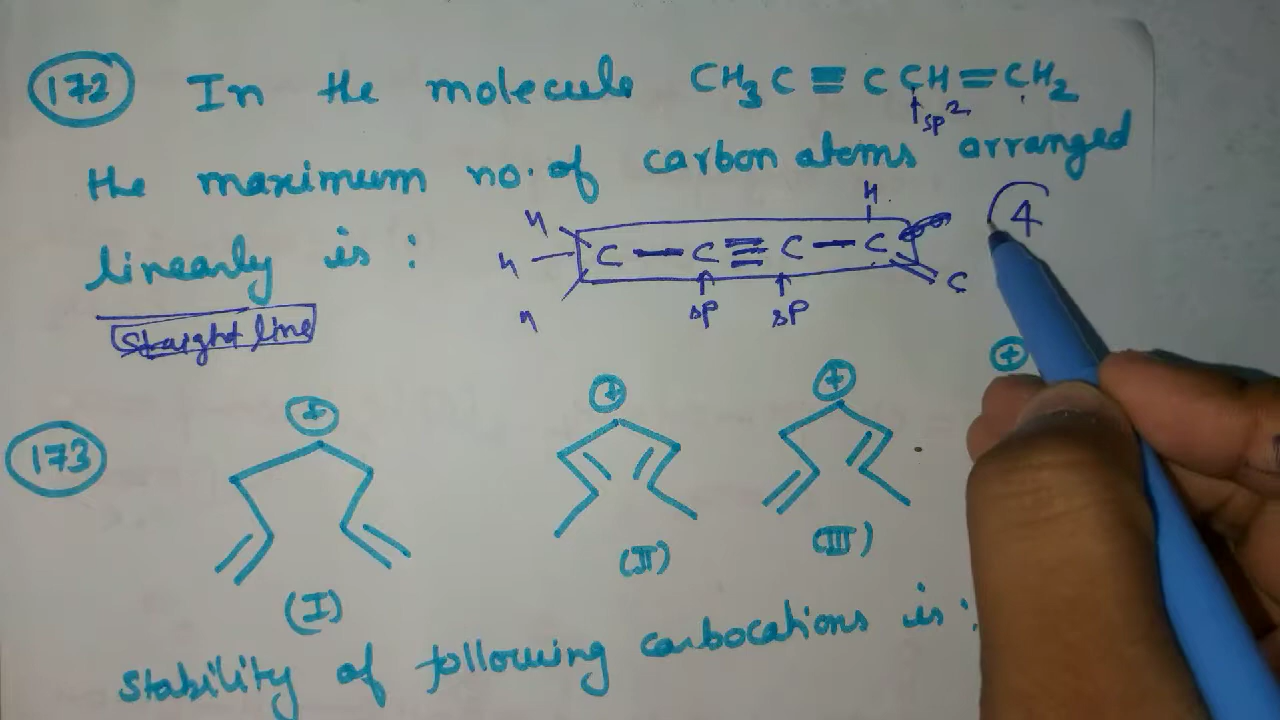 172 In the molecule CH3C≡CCH=CH2
sp2
the maximum no. of carbon atoms arranged
linearly is :
Straight line
H
H
H
C — C ≡ C — C = C
H
sp sp
4
173
⊕ ⊕ ⊕ ⊕
(I) (II) (III)
stability of following carbocations is :